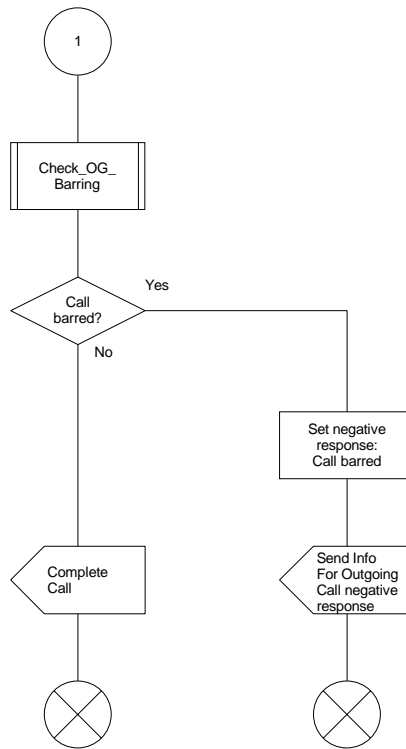 1
Check_OG_
Barring
Yes
Call
barred?
No
Set negative
response:
Call barred
Complete
Call
Send Info
For Outgoing
Call negative
response